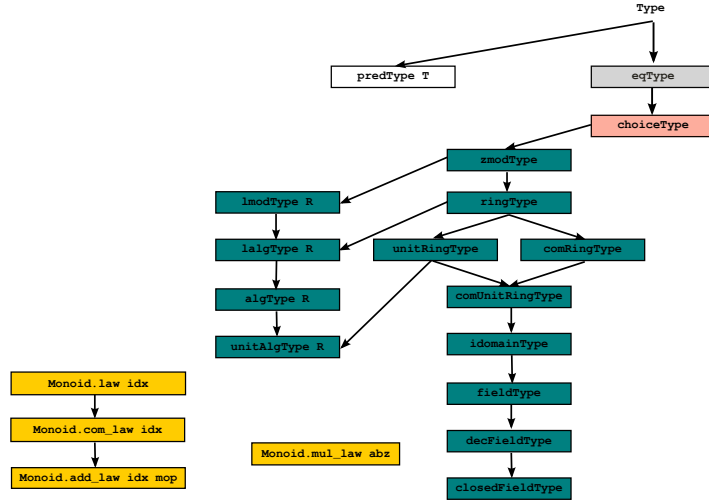 Type
predType T
eqType
choiceType
zmodType
lmodType R
ringType
lalgType R
unitRingType
comRingType
algType R
comUnitRingType
unitAlgType R
idomainType
Monoid.law idx
fieldType
Monoid.com_law idx
decFieldType
Monoid.mul_law abz
Monoid.add_law idx mop
closedFieldType